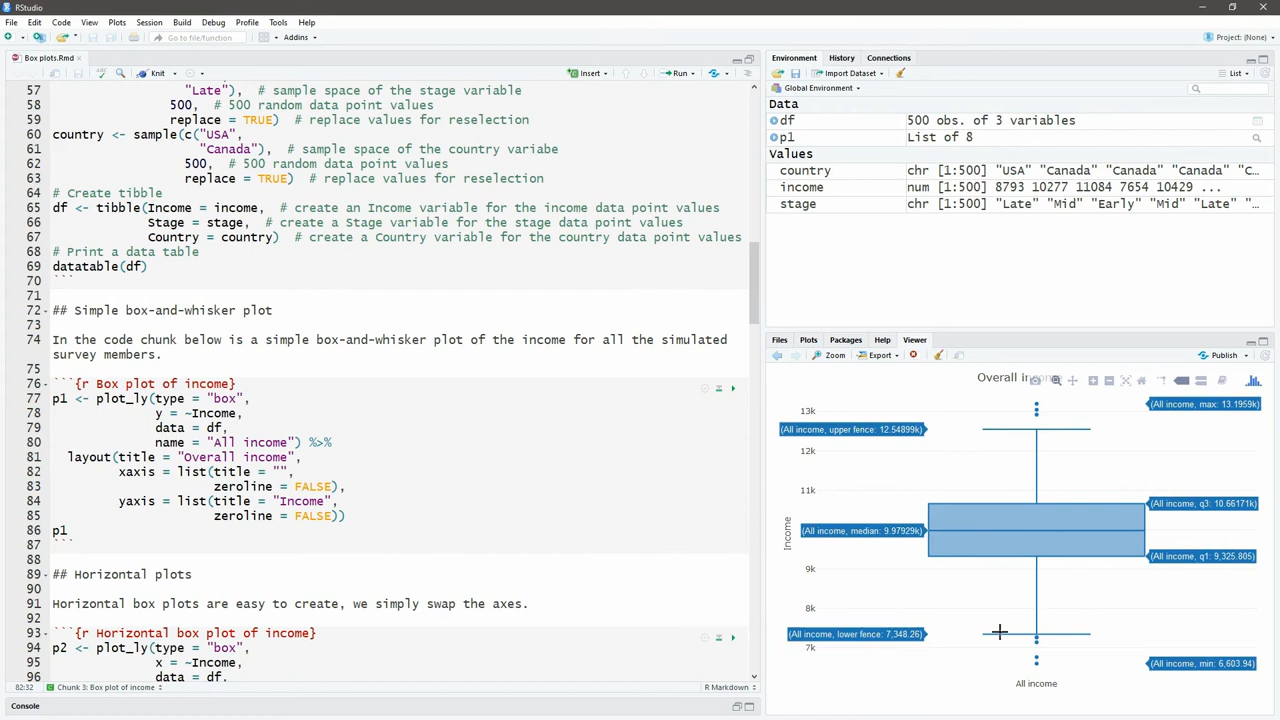 RStudio
File Edit Code View Plots Session Build Debug Profile Tools Help
Go to file/function Addins Project: (None)
Box plots.Rmd
Knit Insert Run
57 "Late"),  # sample space of the stage variable
58 500,  # 500 random data point values
59 replace = TRUE)  # replace values for reselection
60 country <- sample(c("USA",
61 "Canada"),  # sample space of the country variabe
62 500,  # 500 random data point values
63 replace = TRUE)  # replace values for reselection
64 # Create tibble
65 df <- tibble(Income = income,  # create an Income variable for the income data point values
66 Stage = stage,  # create a Stage variable for the stage data point values
67 Country = country)  # create a Country variable for the country data point values
68 # Print a data table
69 datatable(df)
70 ```
71
72 ## Simple box-and-whisker plot
73
74 In the code chunk below is a simple box-and-whisker plot of the income for all the simulated
survey members.
75
76 ```{r Box plot of income}
77 p1 <- plot_ly(type = "box",
78 y = ~Income,
79 data = df,
80 name = "All income") %>%
81 layout(title = "Overall income",
82 xaxis = list(title = "",
83 zeroline = FALSE),
84 yaxis = list(title = "Income",
85 zeroline = FALSE))
86 p1
87 ```
88
89 ## Horizontal plots
90
91 Horizontal box plots are easy to create, we simply swap the axes.
92
93 ```{r Horizontal box plot of income}
94 p2 <- plot_ly(type = "box",
95 x = ~Income,
96 data = df.
82:32 Chunk 3: Box plot of income R Markdown
Console
Environment History Connections
Import Dataset List
Global Environment
Data
df 500 obs. of 3 variables
p1 List of 8
Values
country chr [1:500] "USA" "Canada" "Canada" "Canada" "C…
income num [1:500] 8793 10277 11084 7654 10429 ...
stage chr [1:500] "Late" "Mid" "Early" "Mid" "Late" "…
Files Plots Packages Help Viewer
Zoom Export Publish
Overall income
(All income, max: 13.1959k)
13k
(All income, upper fence: 12.54899k)
12k
11k
(All income, q3: 10.66171k)
(All income, median: 9.97929k)
Income
(All income, q1: 9,325.805)
9k
8k
(All income, lower fence: 7,348.26)
7k
(All income, min: 6,603.94)
All income